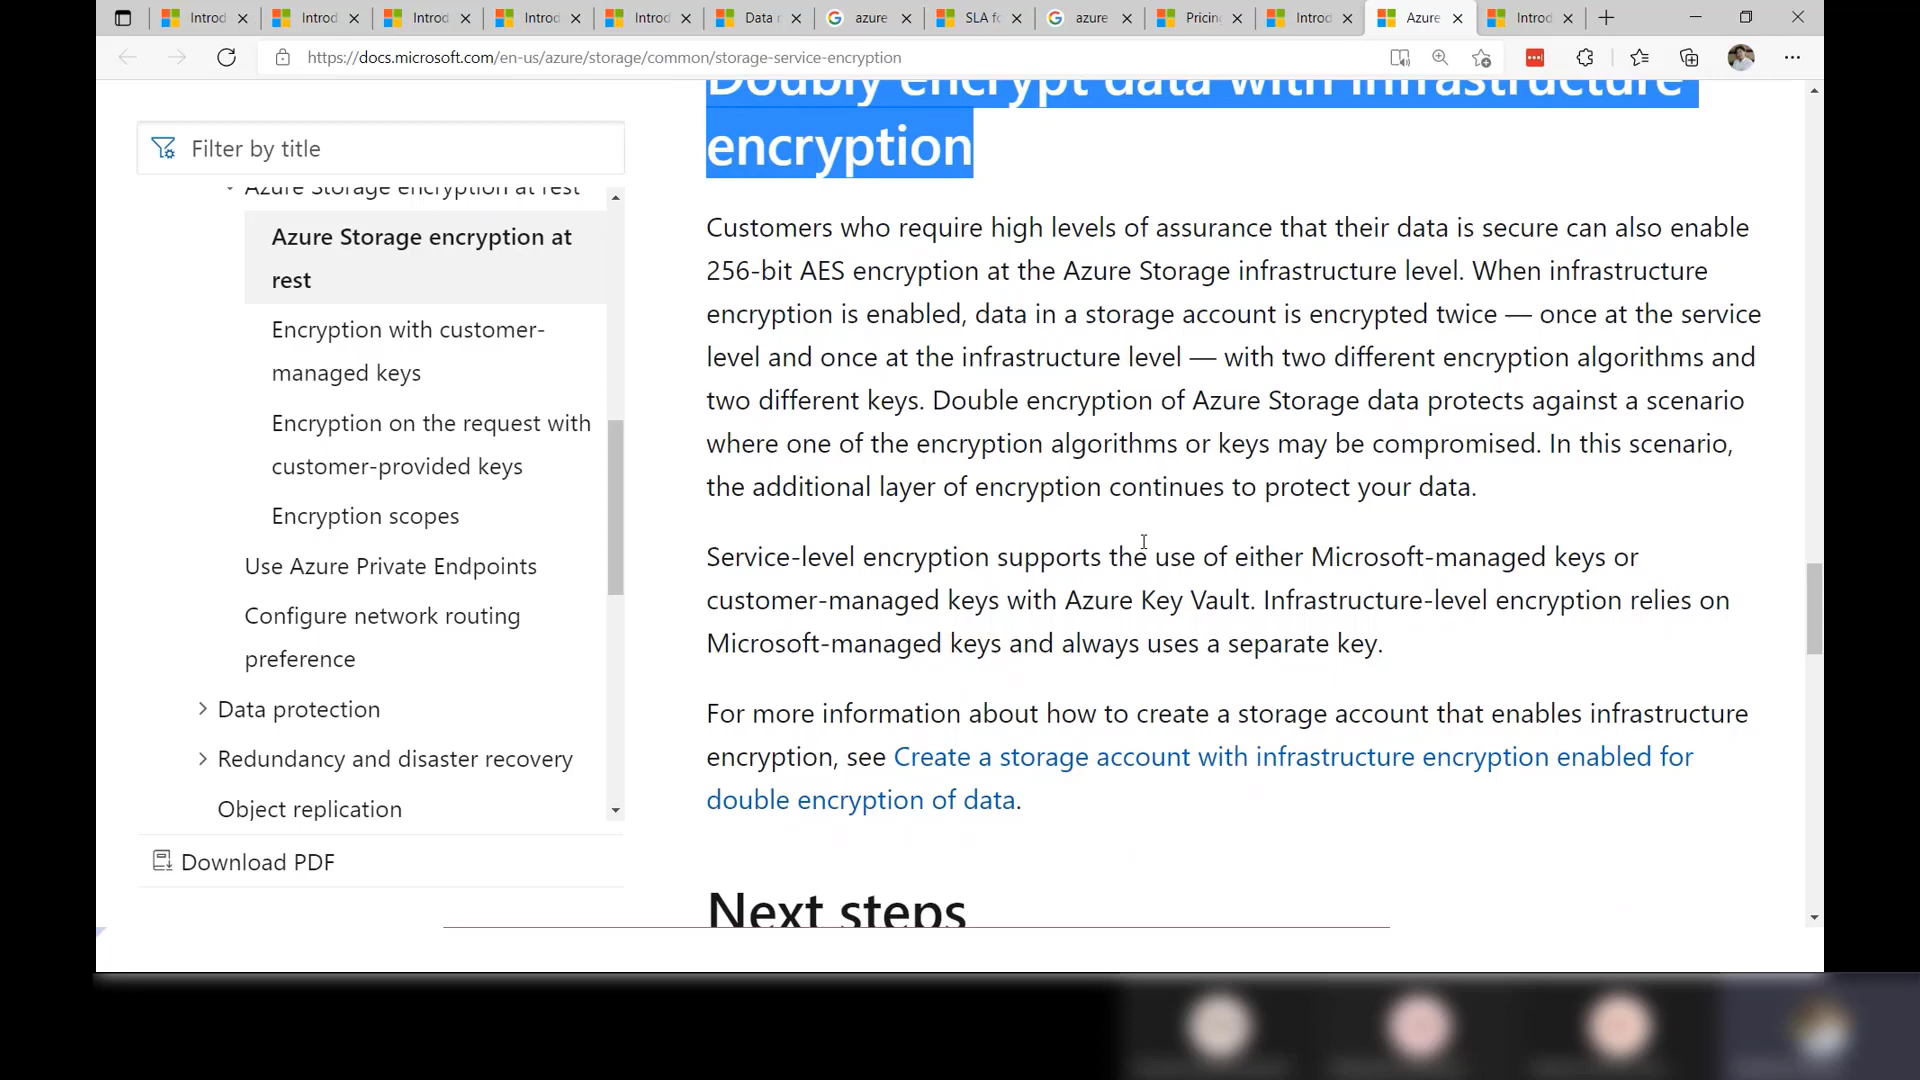 Introd
Introd
Introd
Introd
Introd
Data r
azure
SLA fo
azure
Pricing
Introd
Azure
Introd
https://docs.microsoft.com/en-us/azure/storage/common/storage-service-encryption
Filter by title
Azure Storage encryption at rest
Azure Storage encryption at
rest
Encryption with customer-
managed keys
Encryption on the request with
customer-provided keys
Encryption scopes
Use Azure Private Endpoints
Configure network routing
preference
Data protection
Redundancy and disaster recovery
Object replication
Download PDF
Doubly encrypt data with infrastructure
encryption
Customers who require high levels of assurance that their data is secure can also enable
256-bit AES encryption at the Azure Storage infrastructure level. When infrastructure
encryption is enabled, data in a storage account is encrypted twice — once at the service
level and once at the infrastructure level — with two different encryption algorithms and
two different keys. Double encryption of Azure Storage data protects against a scenario
where one of the encryption algorithms or keys may be compromised. In this scenario,
the additional layer of encryption continues to protect your data.
Service-level encryption supports the use of either Microsoft-managed keys or
customer-managed keys with Azure Key Vault. Infrastructure-level encryption relies on
Microsoft-managed keys and always uses a separate key.
For more information about how to create a storage account that enables infrastructure
encryption, see Create a storage account with infrastructure encryption enabled for
double encryption of data.
Next steps